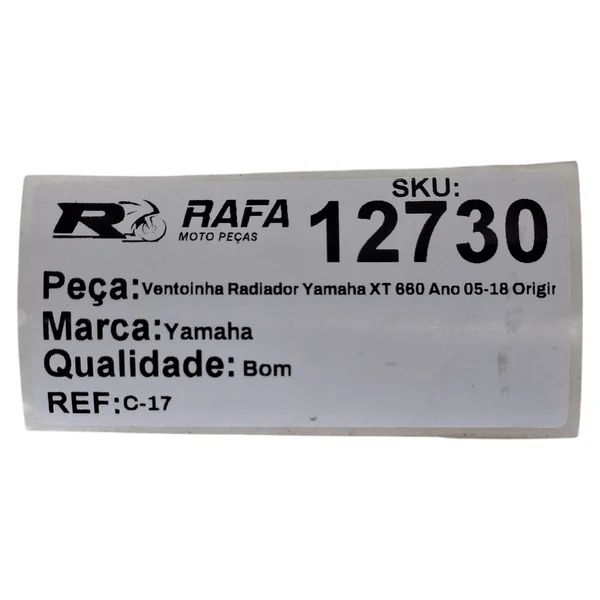 R RAFA
MOTO PEÇAS
SKU:
12730
Peça: Ventoinha Radiador Yamaha XT 660 Ano 05-18 Origir
Marca: Yamaha
Qualidade: Bom
REF: C-17